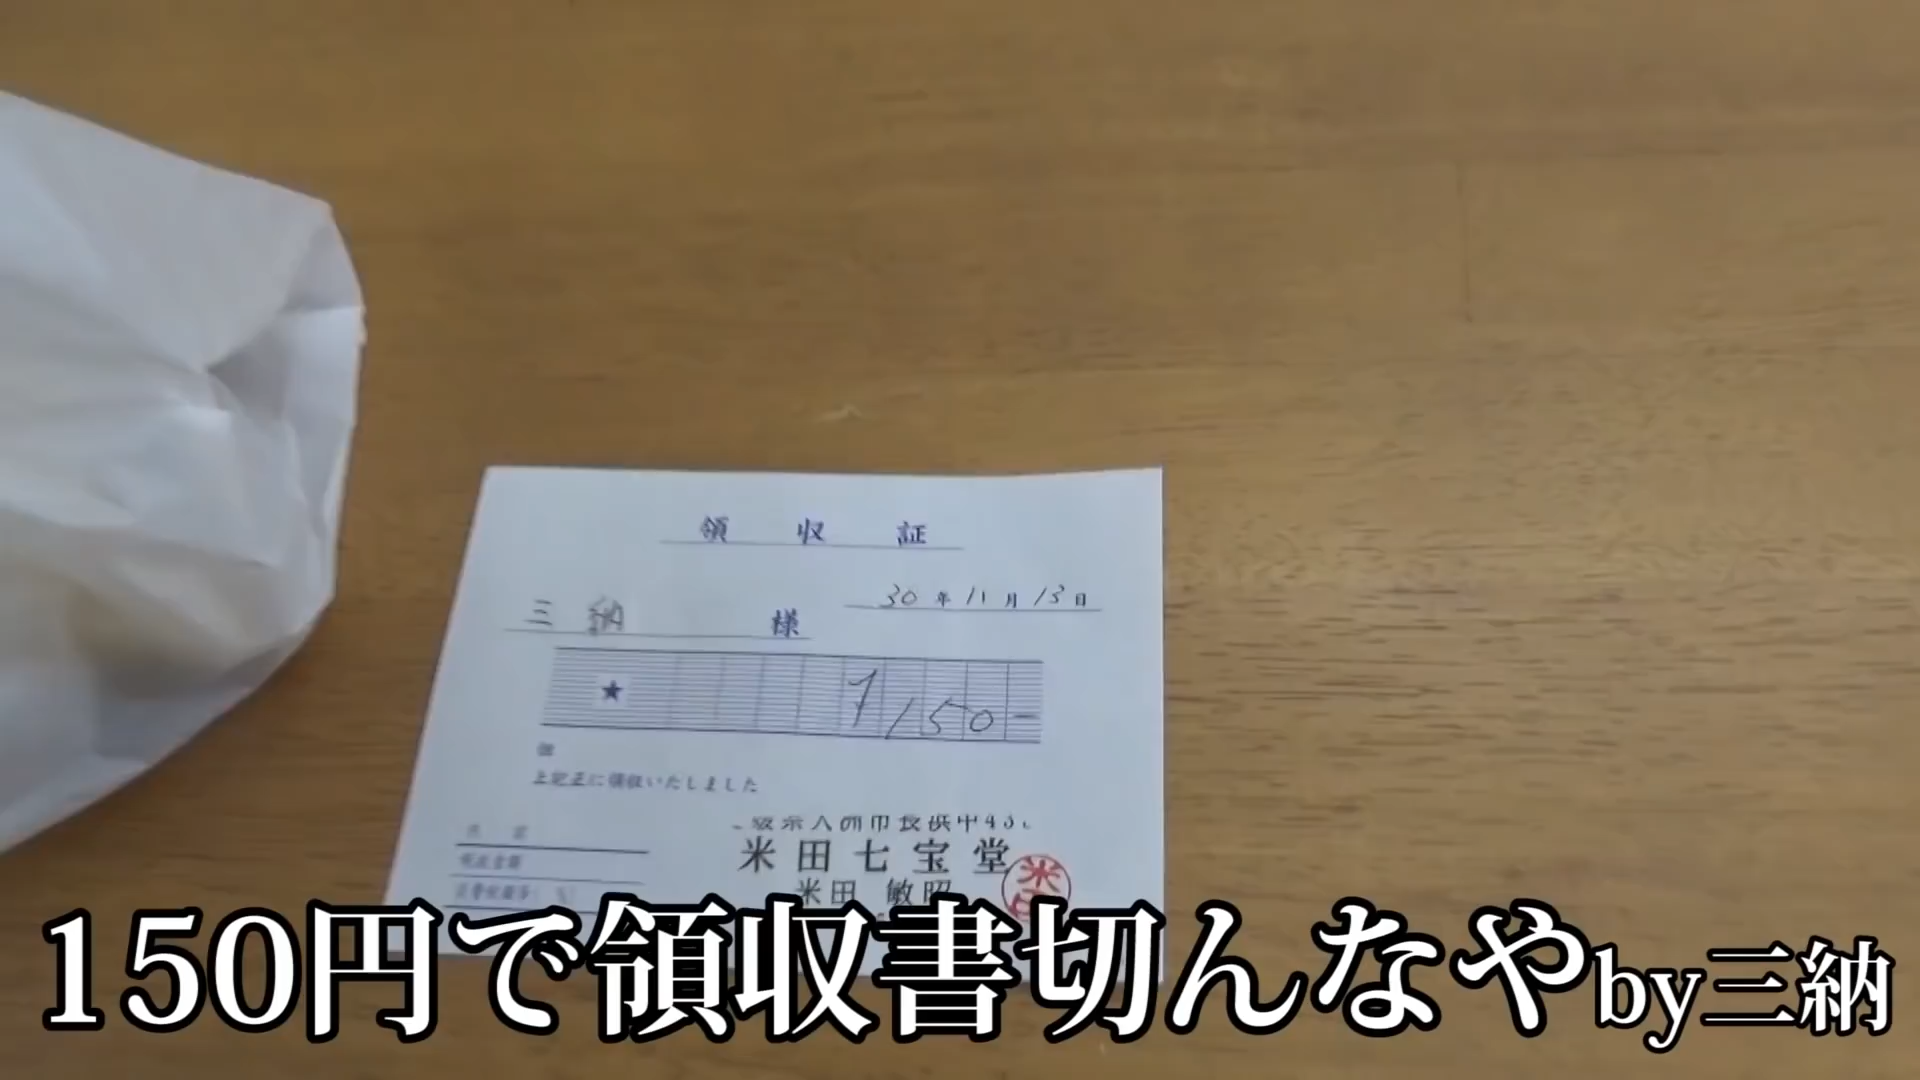 領収証
30年11月13日
三納 様
★ ¥150-
但
上記正に領収いたしました
米田七宝堂
米田 敏昭
150円で領収書切んなやby三納